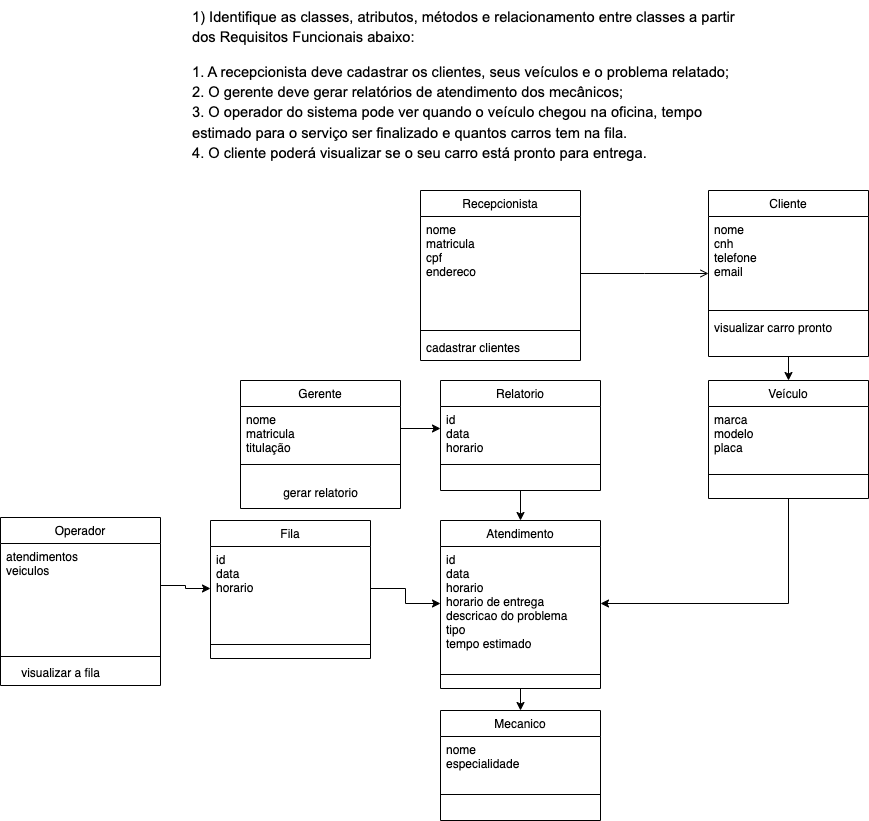 1) Identifique as classes, atributos, métodos e relacionamento entre classes a partir
dos Requisitos Funcionais abaixo:
1. A recepcionista deve cadastrar os clientes, seus veículos e o problema relatado;
2. O gerente deve gerar relatórios de atendimento dos mecânicos;
3. O operador do sistema pode ver quando o veículo chegou na oficina, tempo
estimado para o serviço ser finalizado e quantos carros tem na fila.
4. O cliente poderá visualizar se o seu carro está pronto para entrega.
Recepcionista
nome
matricula
cpf
endereco
cadastrar clientes
Cliente
nome
cnh
telefone
email
visualizar carro pronto
Gerente
nome
matricula
titulação
gerar relatorio
Relatorio
id
data
horario
Veículo
marca
modelo
placa
Operador
atendimentos
veiculos
visualizar a fila
Fila
id
data
horario
Atendimento
id
data
horario
horario de entrega
descricao do problema
tipo
tempo estimado
Mecanico
nome
especialidade